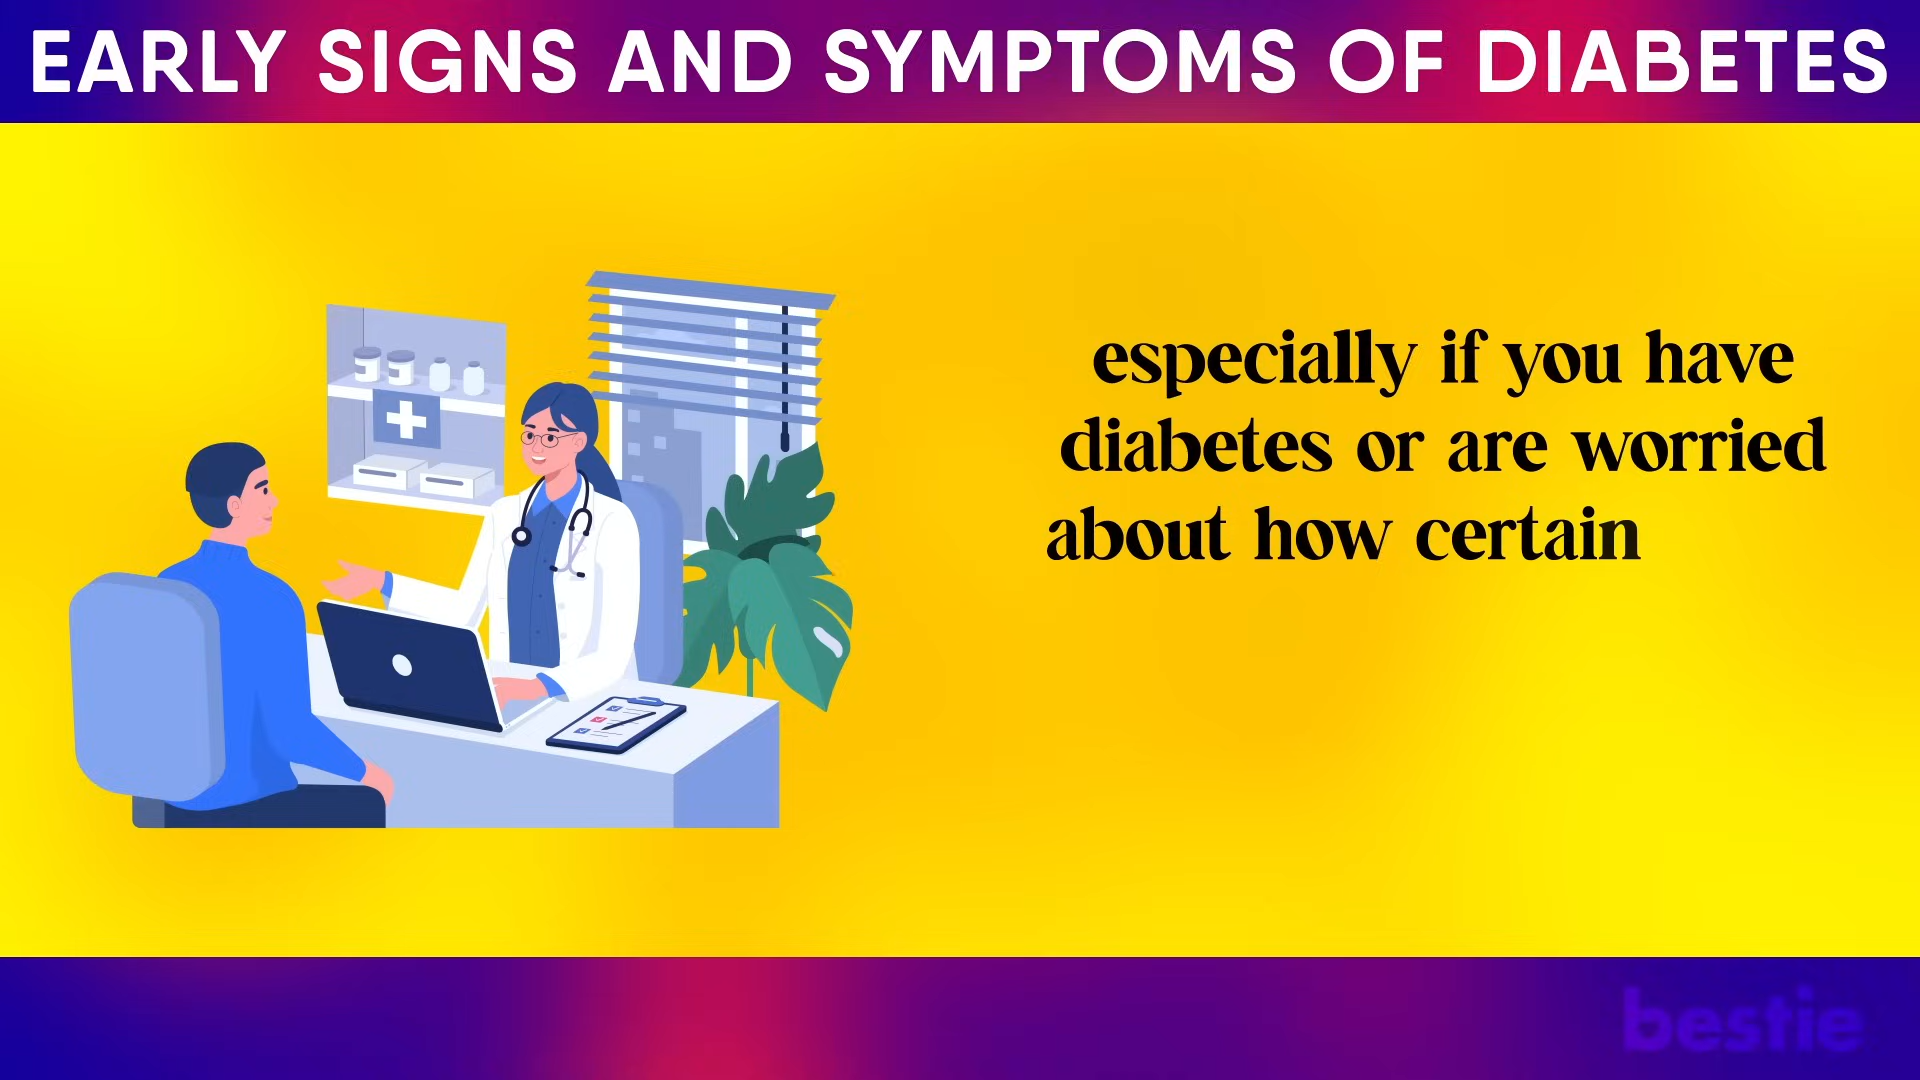 EARLY SIGNS AND SYMPTOMS OF DIABETES
especially if you have
diabetes or are worried
about how certain
bestie